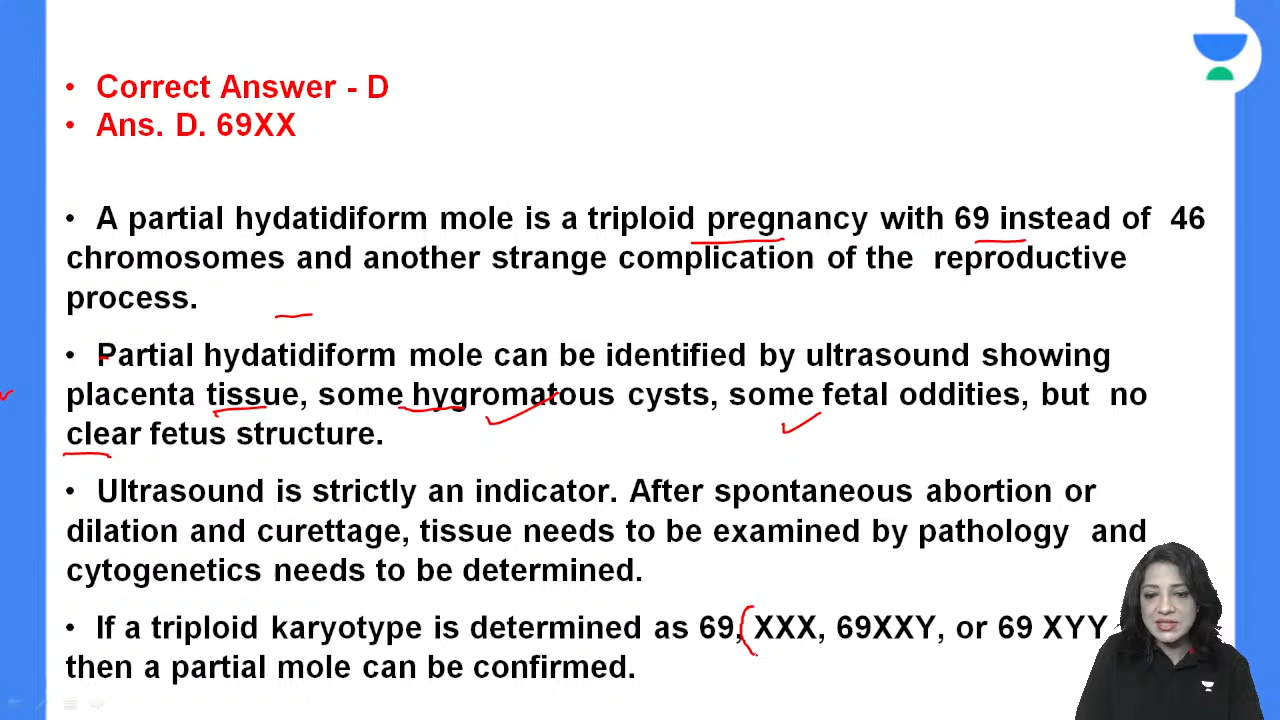 • Correct Answer - D
• Ans. D. 69XX
• A partial hydatidiform mole is a triploid pregnancy with 69 instead of 46
chromosomes and another strange complication of the reproductive
process.
• Partial hydatidiform mole can be identified by ultrasound showing
placenta tissue, some hygromatous cysts, some fetal oddities, but no
clear fetus structure.
• Ultrasound is strictly an indicator. After spontaneous abortion or
dilation and curettage, tissue needs to be examined by pathology and
cytogenetics needs to be determined.
• If a triploid karyotype is determined as 69, XXX, 69XXY, or 69 XYY
then a partial mole can be confirmed.